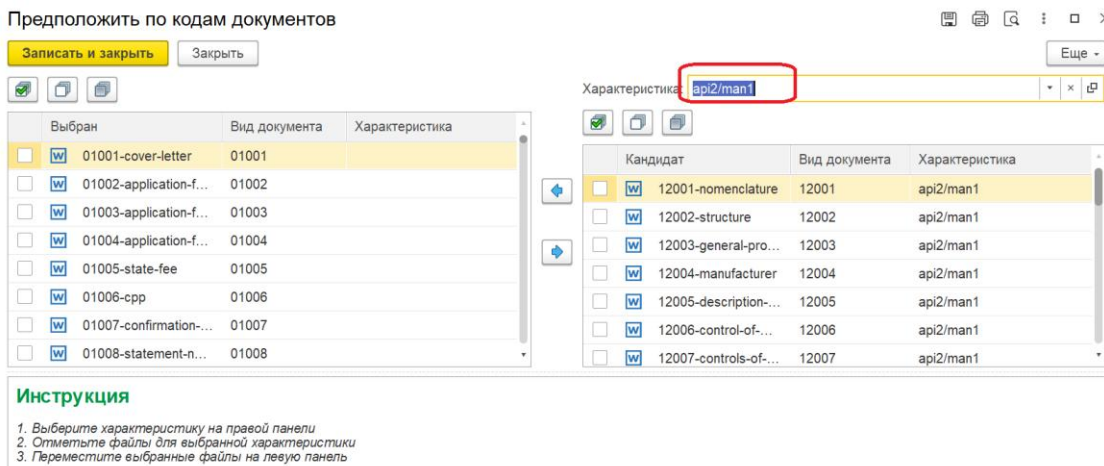 Предположить по кодам документов
Записать и закрыть Закрыть Еще
Характеристика: api2/man1
Выбран Вид документа Характеристика
01001-cover-letter 01001
01002-application-f... 01002
01003-application-f... 01003
01004-application-f... 01004
01005-state-fee 01005
01006-cpp 01006
01007-confirmation-... 01007
01008-statement-n... 01008
Кандидат Вид документа Характеристика
12001-nomenclature 12001 api2/man1
12002-structure 12002 api2/man1
12003-general-pro... 12003 api2/man1
12004-manufacturer 12004 api2/man1
12005-description-... 12005 api2/man1
12006-control-of-... 12006 api2/man1
12007-controls-of-... 12007 api2/man1
Инструкция
1. Выберите характеристику на правой панели
2. Отметьте файлы для выбранной характеристики
3. Переместите выбранные файлы на левую панель